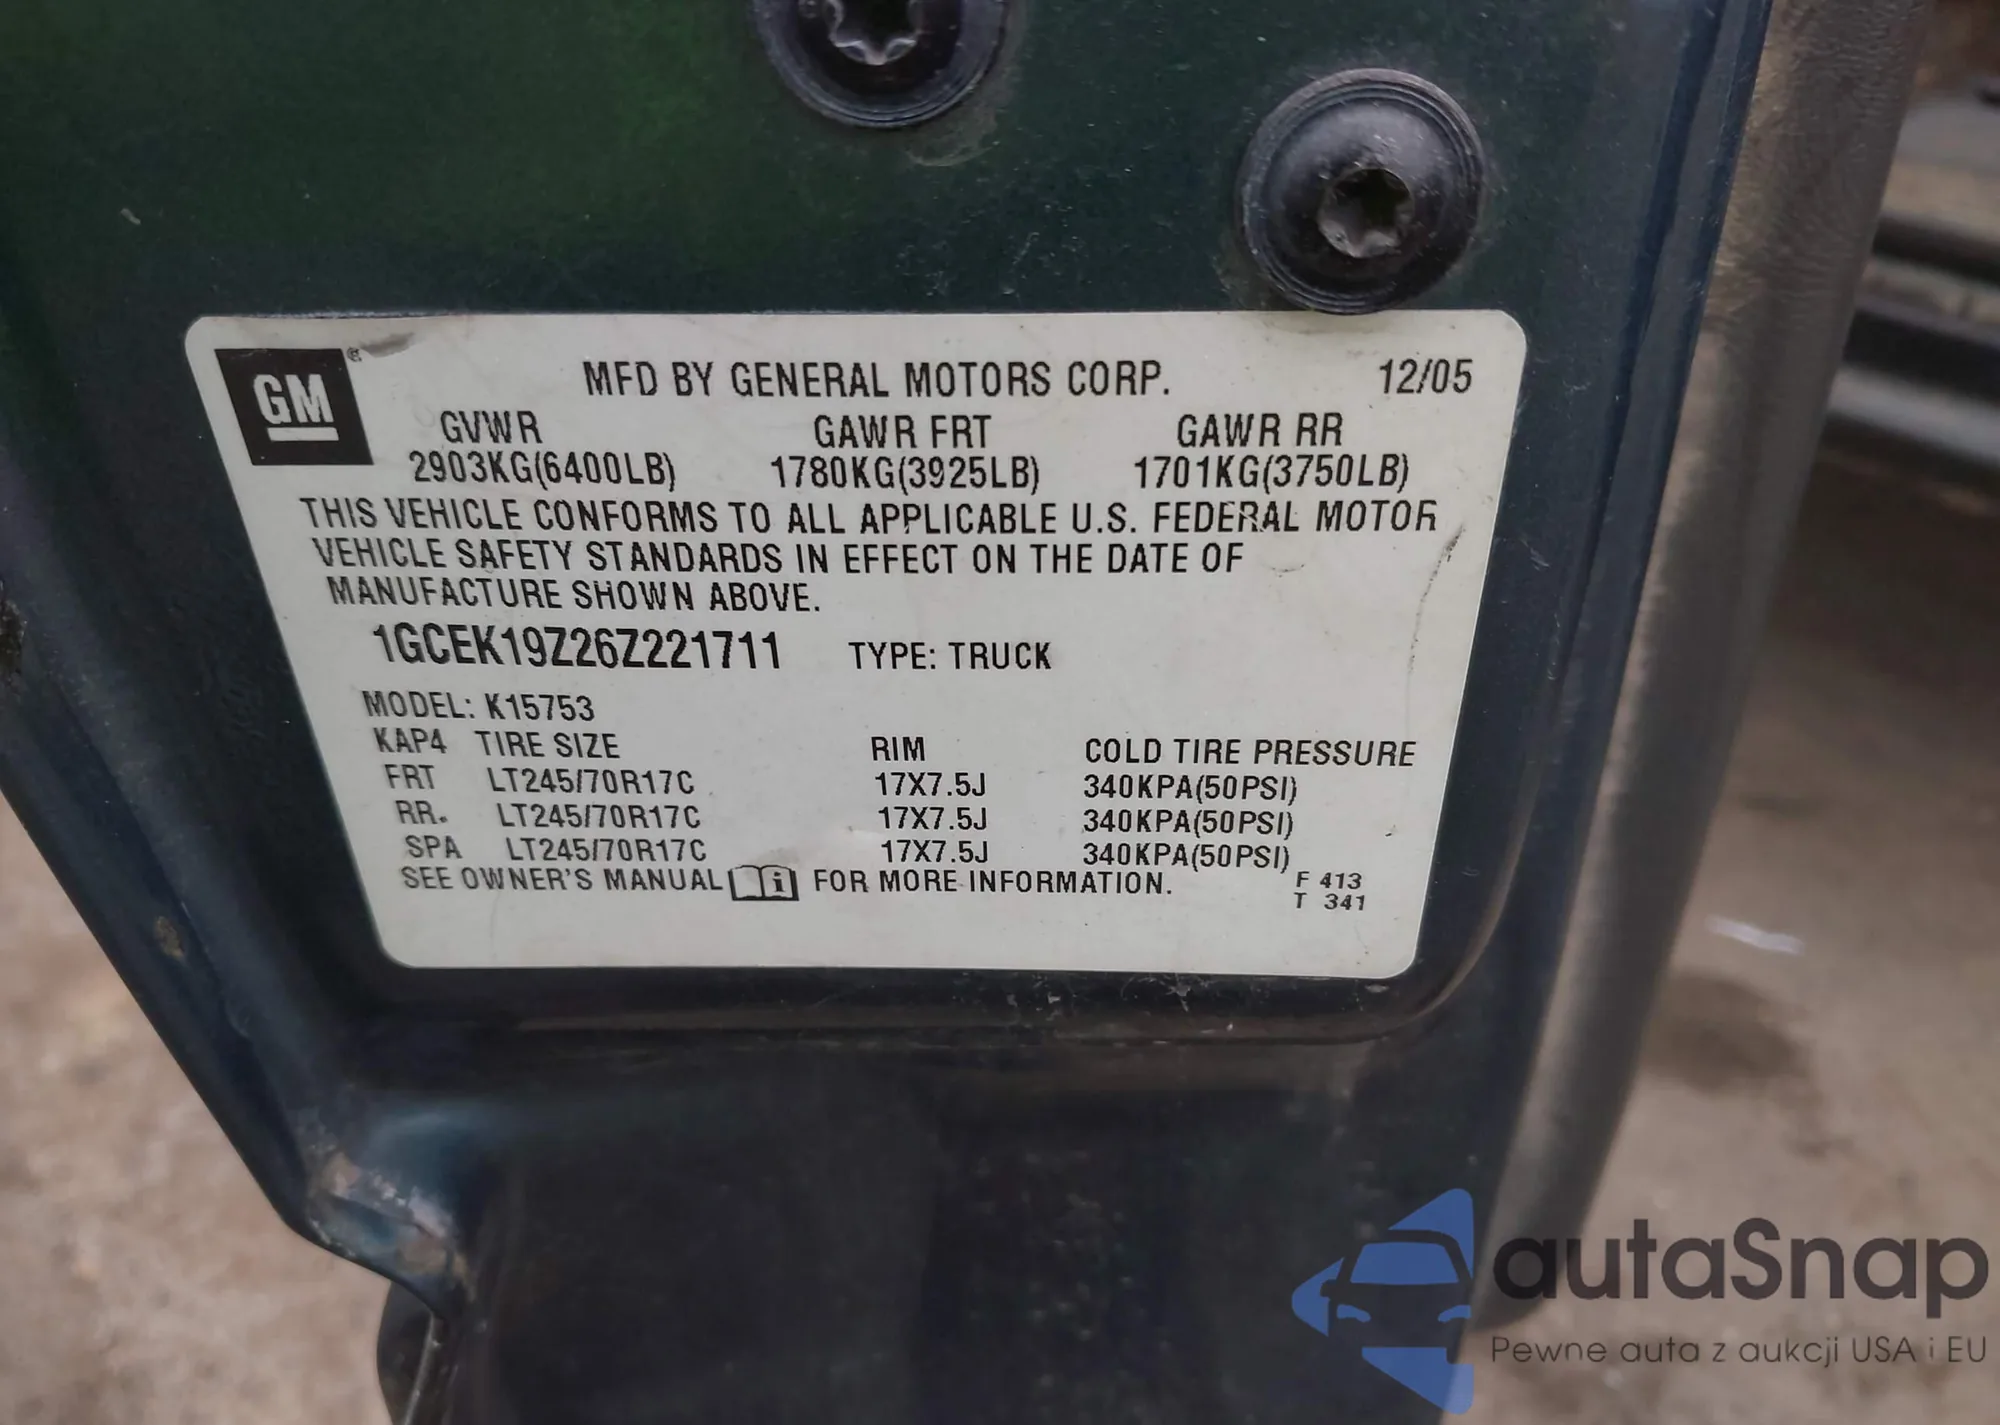 GM®
MFD BY GENERAL MOTORS CORP. 12/05
GVWR GAWR FRT GAWR RR
2903KG(6400LB) 1780KG(3925LB) 1701KG(3750LB)
THIS VEHICLE CONFORMS TO ALL APPLICABLE U.S. FEDERAL MOTOR
VEHICLE SAFETY STANDARDS IN EFFECT ON THE DATE OF
MANUFACTURE SHOWN ABOVE.
1GCEK19Z26Z221711 TYPE: TRUCK
MODEL: K15753
KAP4 TIRE SIZE RIM COLD TIRE PRESSURE
FRT LT245/70R17C 17X7.5J 340KPA(50PSI)
RR. LT245/70R17C 17X7.5J 340KPA(50PSI)
SPA LT245/70R17C 17X7.5J 340KPA(50PSI)
SEE OWNER'S MANUAL i FOR MORE INFORMATION. F 413
T 341
autaSnap
Pewne auta z aukcji USA i EU